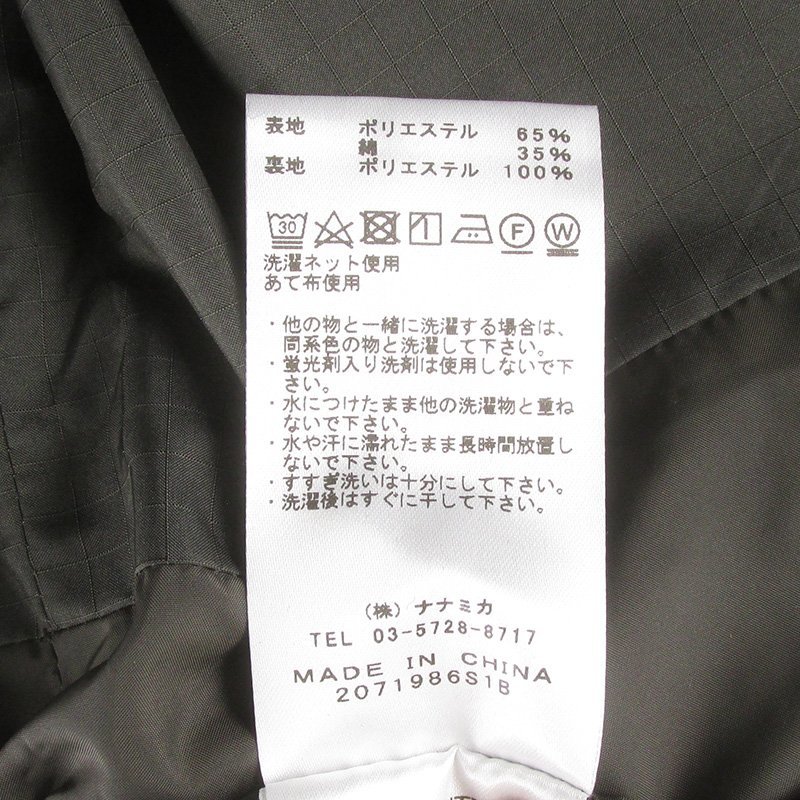 表地 ポリエステル 65%
綿 35%
裏地 ポリエステル 100%
30 F W
洗濯ネット使用
あて布使用
・他の物と一緒に洗濯する場合は、
同系色の物と洗濯して下さい。
・蛍光剤入り洗剤は使用しないで下
さい。
・水につけたまま他の洗濯物と重ね
ないで下さい。
・水や汗に濡れたまま長時間放置し
ないで下さい。
・すすぎ洗いは十分にして下さい。
・洗濯後はすぐに干して下さい。
(株) ナナミカ
TEL 03-5728-8717
MADE IN CHINA
2071986S1B